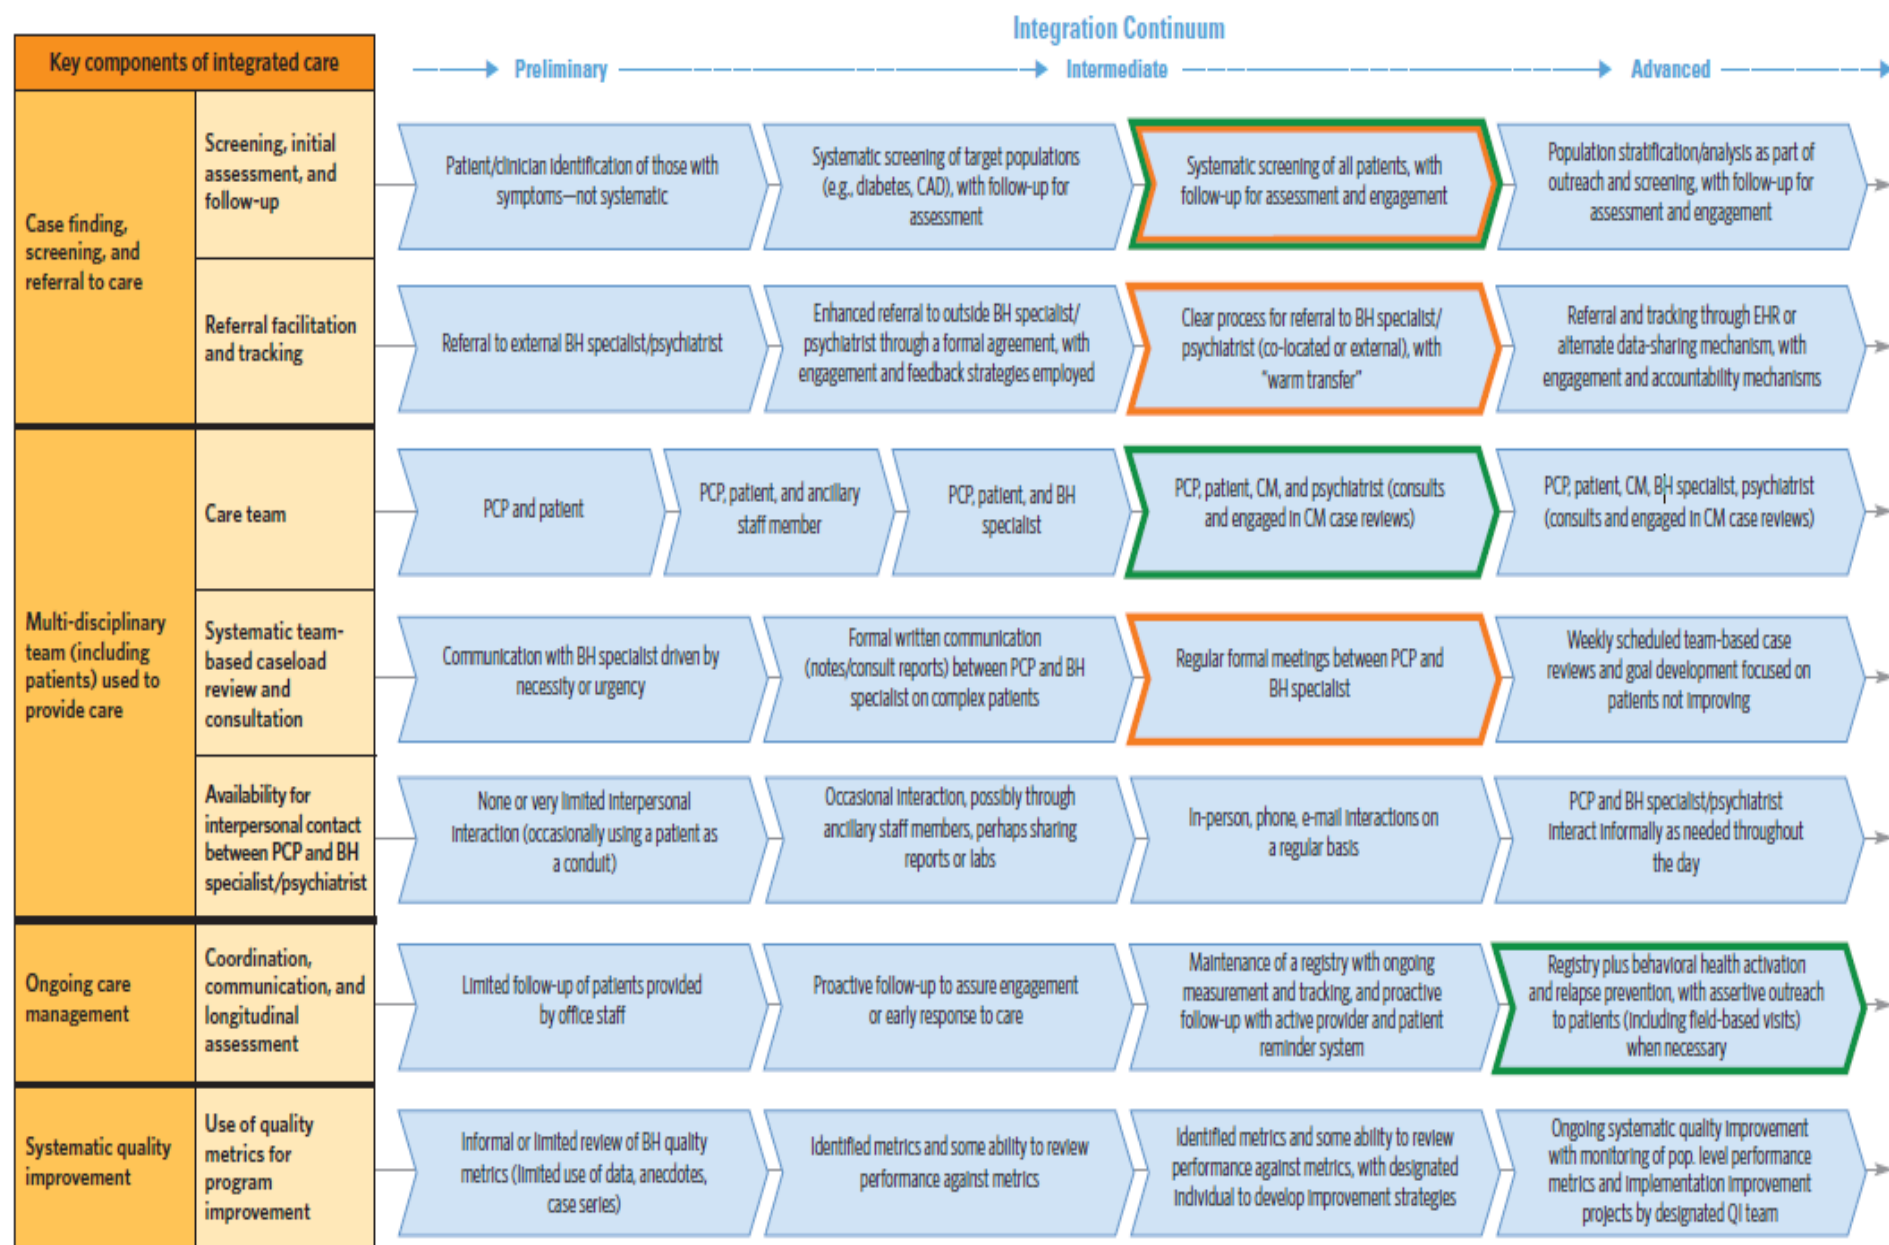 Integration Continuum
Key components of integrated care
Preliminary
Intermediate
Advanced
Case finding,
screening, and
referral to care
Screening, initial
assessment, and
follow-up
Patient/clinician identification of those with
symptoms—not systematic
Systematic screening of target populations
(e.g., diabetes, CAD), with follow-up for
assessment
Systematic screening of all patients, with
follow-up for assessment and engagement
Population stratification/analysis as part of
outreach and screening, with follow-up for
assessment and engagement
Referral facilitation
and tracking
Referral to external BH specialist/psychiatrist
Enhanced referral to outside BH specialist/
psychiatrist through a formal agreement, with
engagement and feedback strategies employed
Clear process for referral to BH specialist/
psychiatrist (co-located or external), with
“warm transfer”
Referral and tracking through EHR or
alternate data-sharing mechanism, with
engagement and accountability mechanisms
Multi-disciplinary
team (including
patients) used to
provide care
Care team
PCP and patient
PCP, patient, and ancillary
staff member
PCP, patient, and BH
specialist
PCP, patient, CM, and psychiatrist (consults
and engaged in CM case reviews)
PCP, patient, CM, BH specialist, psychiatrist
(consults and engaged in CM case reviews)
Systematic team-
based caseload
review and
consultation
Communication with BH specialist driven by
necessity or urgency
Formal written communication
(notes/consult reports) between PCP and BH
specialist on complex patients
Regular formal meetings between PCP and
BH specialist
Weekly scheduled team-based case
reviews and goal development focused on
patients not improving
Availability for
interpersonal contact
between PCP and BH
specialist/psychiatrist
None or very limited interpersonal
interaction (occasionally using a patient as
a conduit)
Occasional interaction, possibly through
ancillary staff members, perhaps sharing
reports or labs
In-person, phone, e-mail interactions on
a regular basis
PCP and BH specialist/psychiatrist
interact informally as needed throughout
the day
Ongoing care
management
Coordination,
communication, and
longitudinal
assessment
Limited follow-up of patients provided
by office staff
Proactive follow-up to assure engagement
or early response to care
Maintenance of a registry with ongoing
measurement and tracking, and proactive
follow-up with active provider and patient
reminder system
Registry plus behavioral health activation
and relapse prevention, with assertive outreach
to patients (including field-based visits)
when necessary
Systematic quality
improvement
Use of quality
metrics for
program
improvement
Informal or limited review of BH quality
metrics (limited use of data, anecdotes,
case series)
Identified metrics and some ability to review
performance against metrics
Identified metrics and some ability to review
performance against metrics, with designated
individual to develop improvement strategies
Ongoing systematic quality improvement
with monitoring of pop. level performance
metrics and implementation improvement
projects by designated QI team